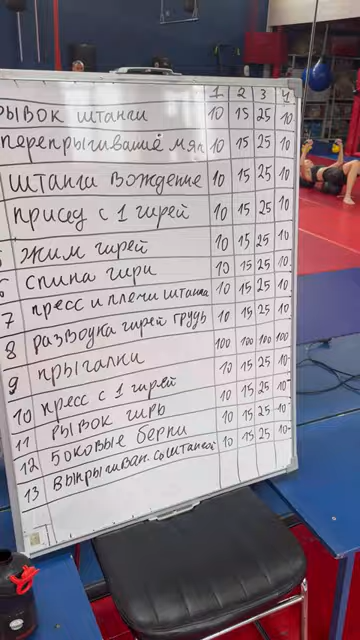 1 2 3 4
рывок штанги 10 15 25 10
перепрыгивание мяч 10 15 25 10
штанга вождение 10 15 25 10
присед с 1 гирей 10 15 25 10
жим гирей 10 15 25 10
6 спина гири 10 15 25 10
7 пресс и плечи штанга 10 15 25 10
8 разводка гирей грудь 10 15 25 10
9 прыгалки 100 100 100 100
10 пресс с 1 гирей 10 15 25 10
11 рывок гирь 10 15 25 10
12 боковые берпи 10 15 25 10
13 выпрыгиван. со штангой 10 15 25 10